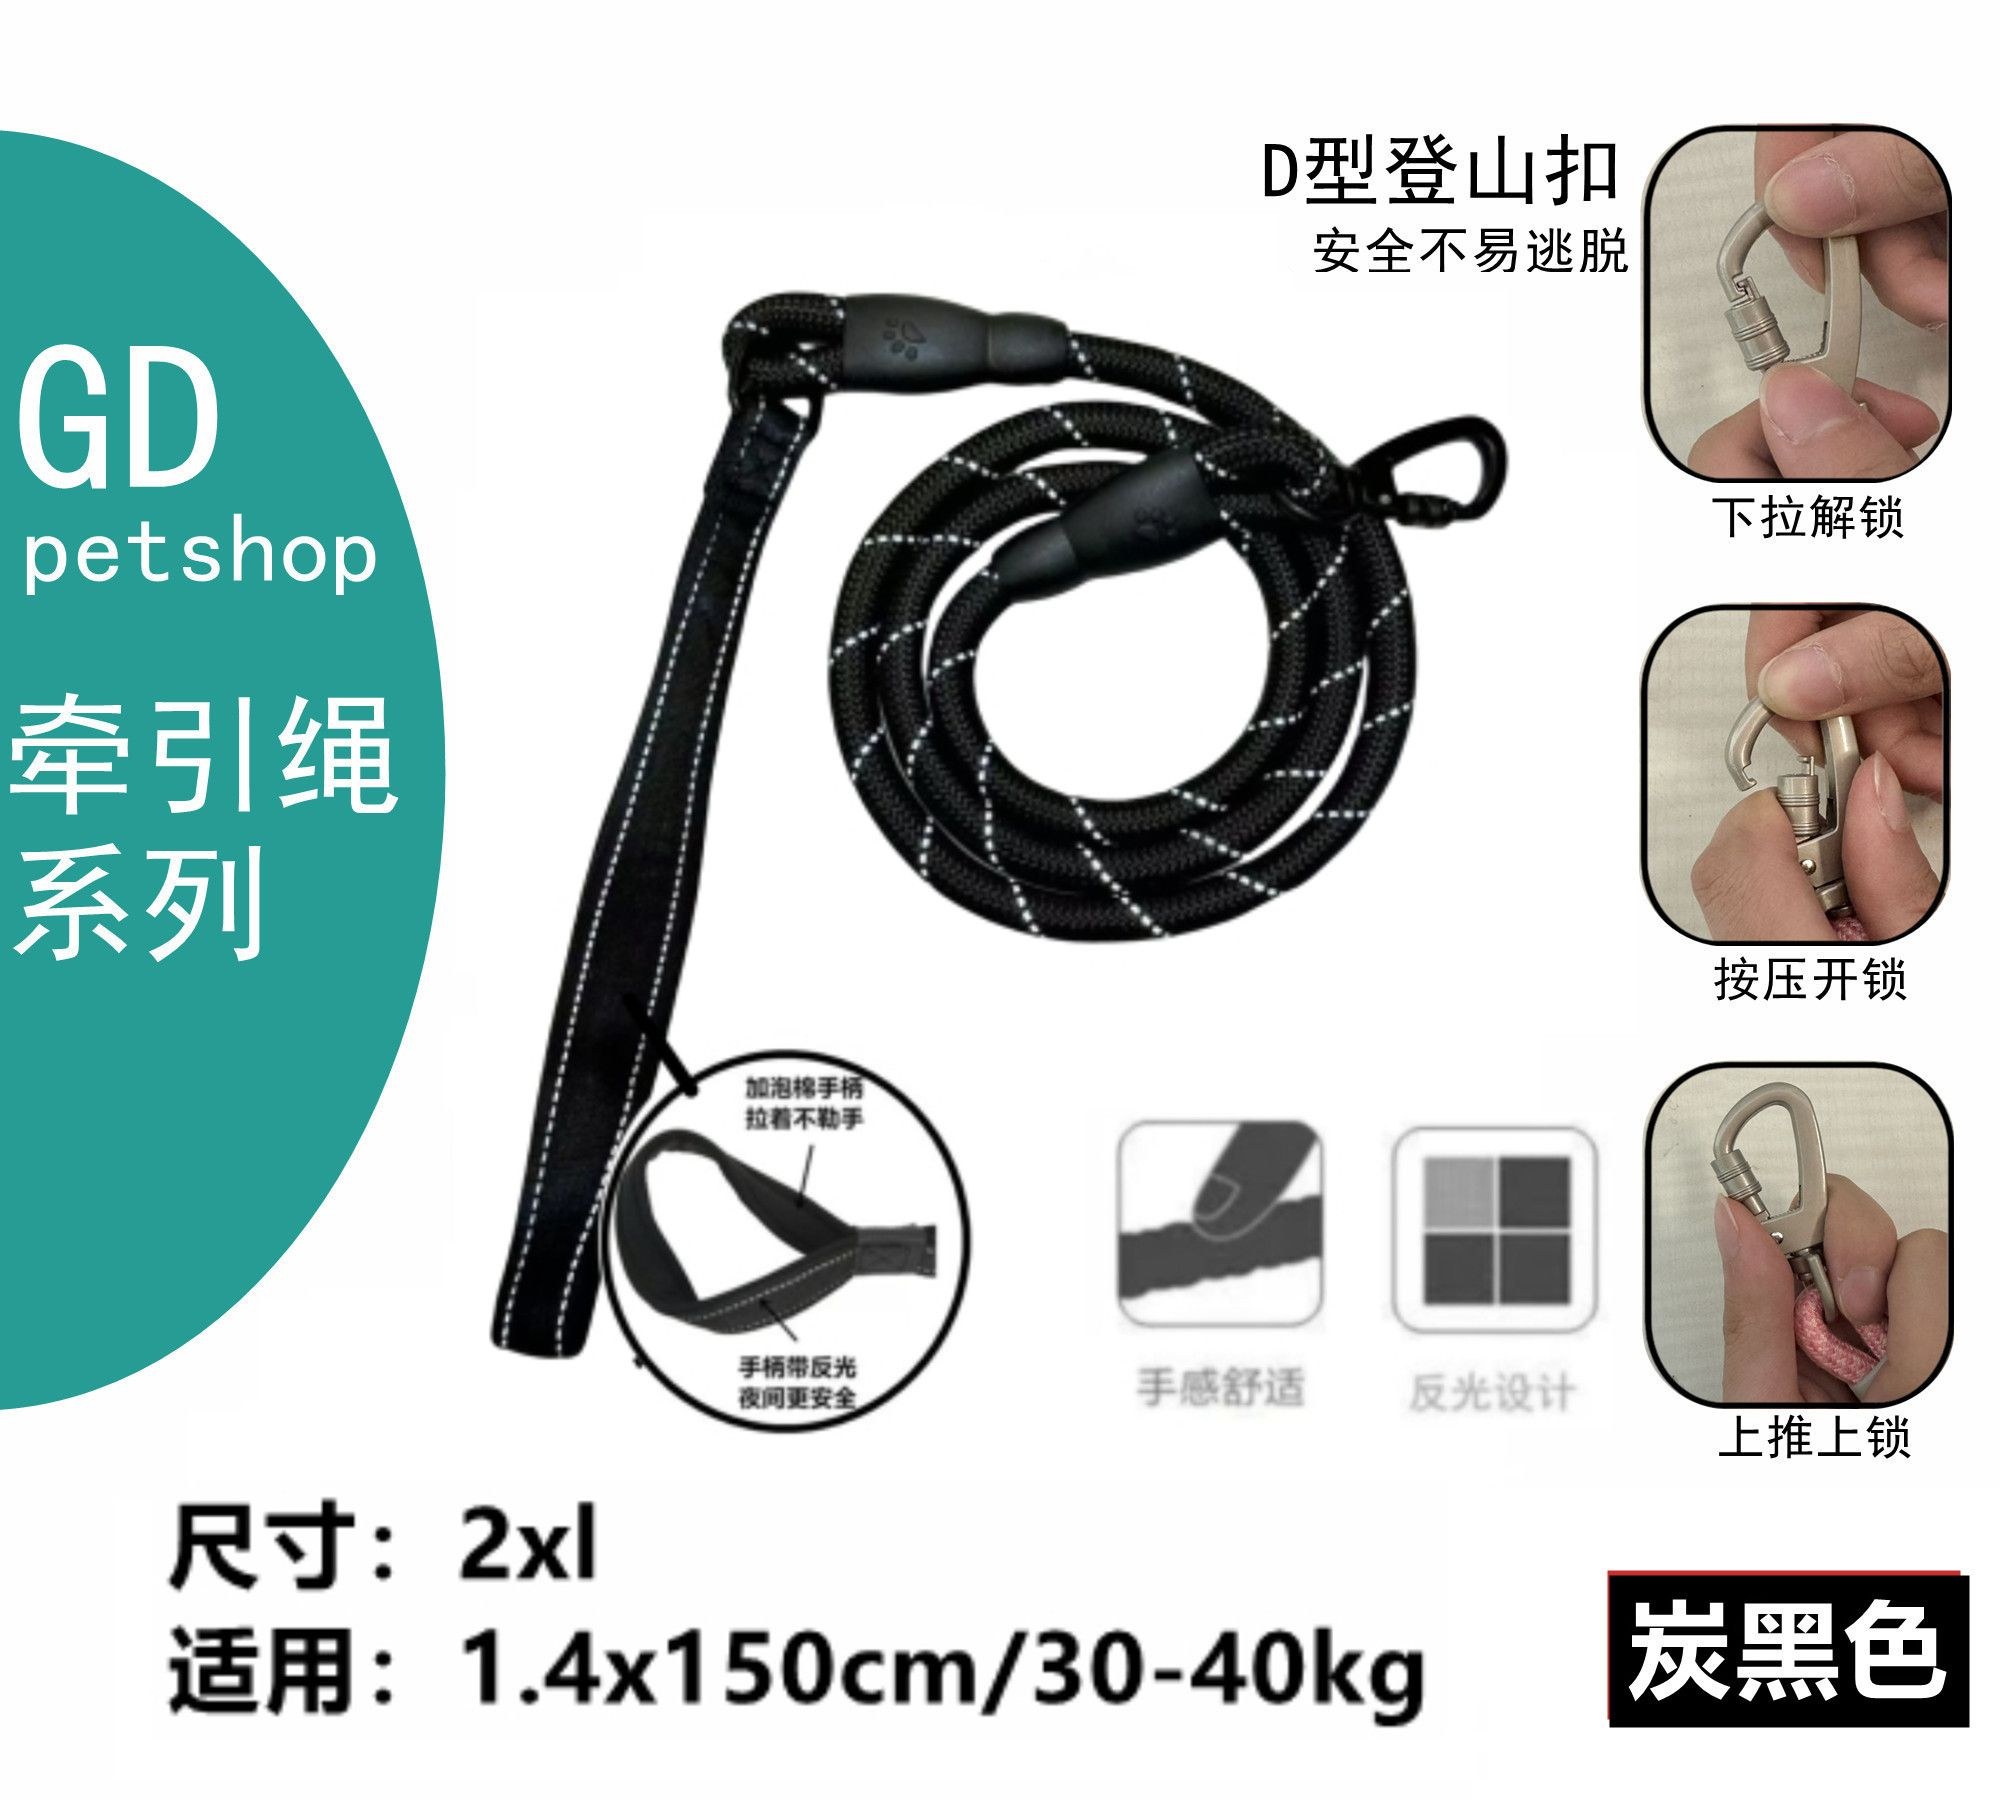 GD
petshop
牵引绳
系列
D型登山扣
安全不易逃脱
下拉解锁
按压开锁
上推上锁
加泡棉手柄
拉着不勒手
手柄带反光
夜间更安全
手感舒适
反光设计
尺寸：2xl
适用：1.4x150cm/30-40kg
炭黑色